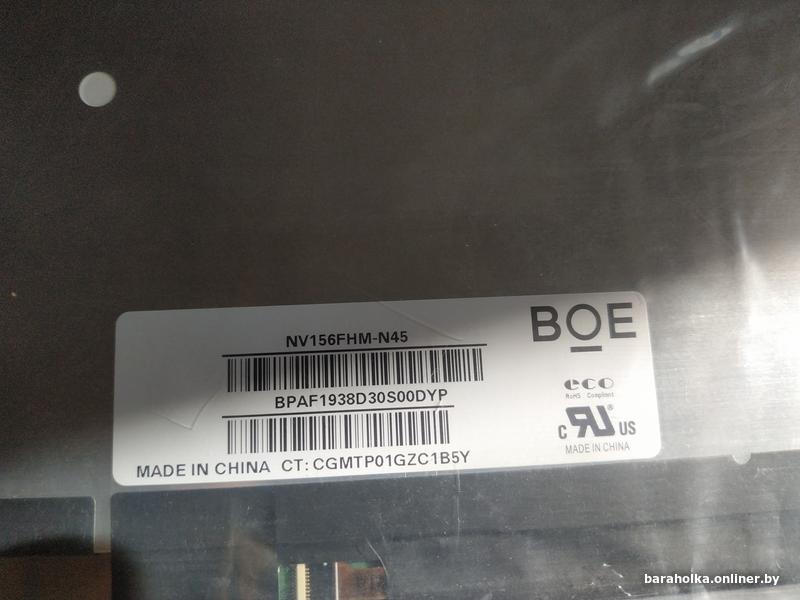 BOE
NV156FHM-N45
BPAF1938D30S00DYP
eco
RoHS Compliant
C RU® US
MADE IN CHINA
MADE IN CHINA CT: CGMTP01GZC1B5Y
baraholka.onliner.by